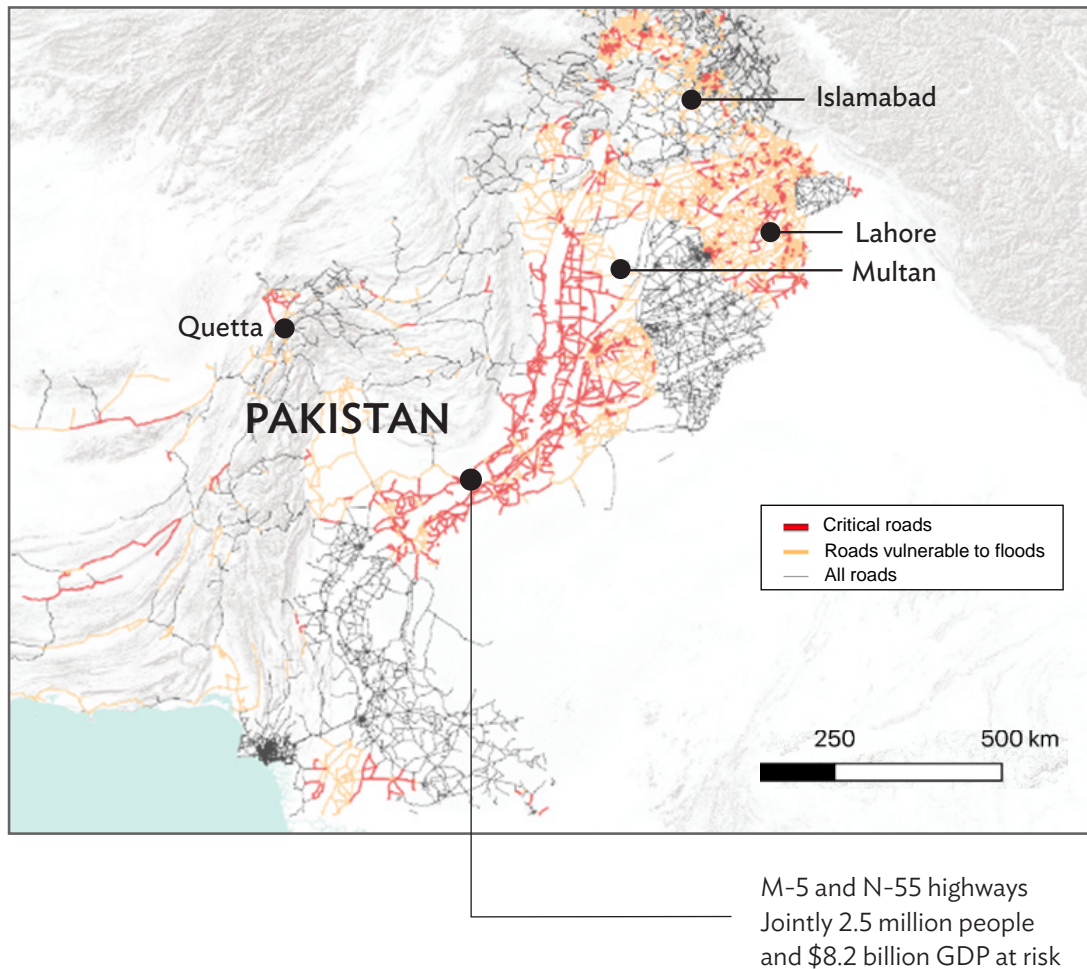 Islamabad
Lahore
Multan
Quetta
PAKISTAN
Critical roads
Roads vulnerable to floods
All roads
250 500 km
M-5 and N-55 highways
Jointly 2.5 million people
and $8.2 billion GDP at risk